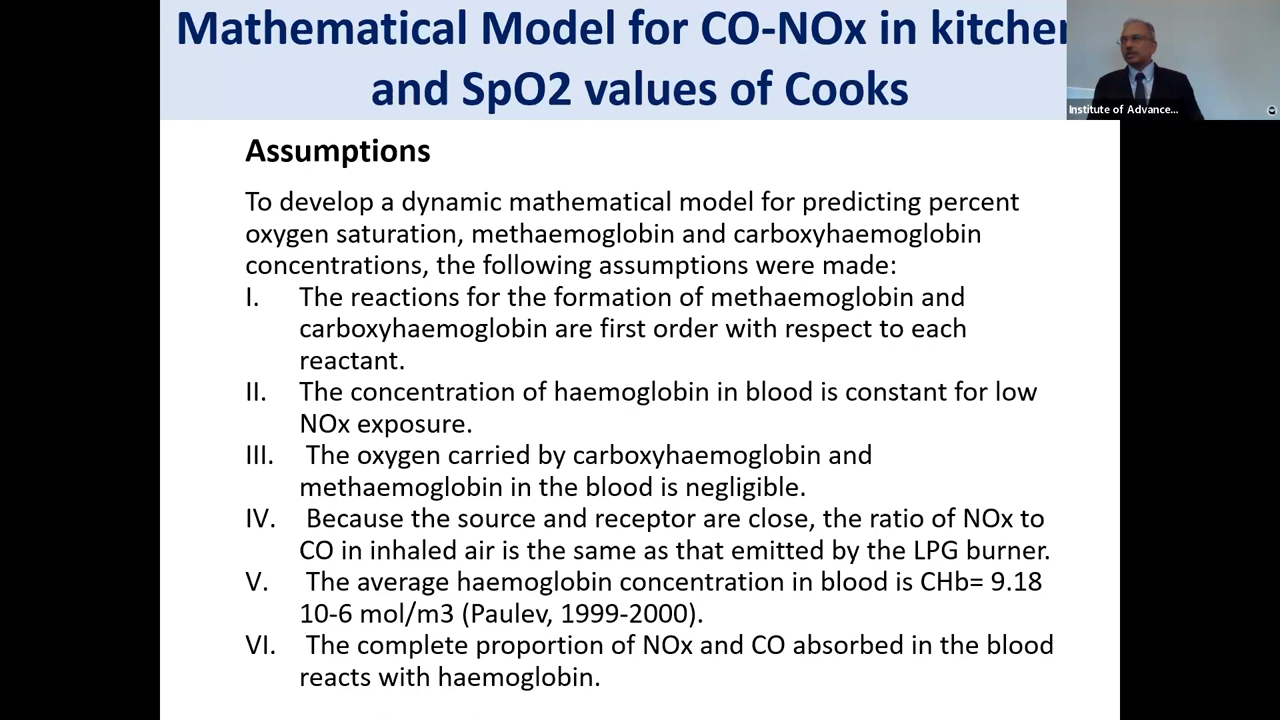 Mathematical Model for CO-NOx in kitchen
and SpO2 values of Cooks
Institute of Advance...
Assumptions
To develop a dynamic mathematical model for predicting percent
oxygen saturation, methaemoglobin and carboxyhaemoglobin
concentrations, the following assumptions were made:
I. The reactions for the formation of methaemoglobin and
carboxyhaemoglobin are first order with respect to each
reactant.
II. The concentration of haemoglobin in blood is constant for low
NOx exposure.
III. The oxygen carried by carboxyhaemoglobin and
methaemoglobin in the blood is negligible.
IV. Because the source and receptor are close, the ratio of NOx to
CO in inhaled air is the same as that emitted by the LPG burner.
V. The average haemoglobin concentration in blood is CHb= 9.18
10-6 mol/m3 (Paulev, 1999-2000).
VI. The complete proportion of NOx and CO absorbed in the blood
reacts with haemoglobin.